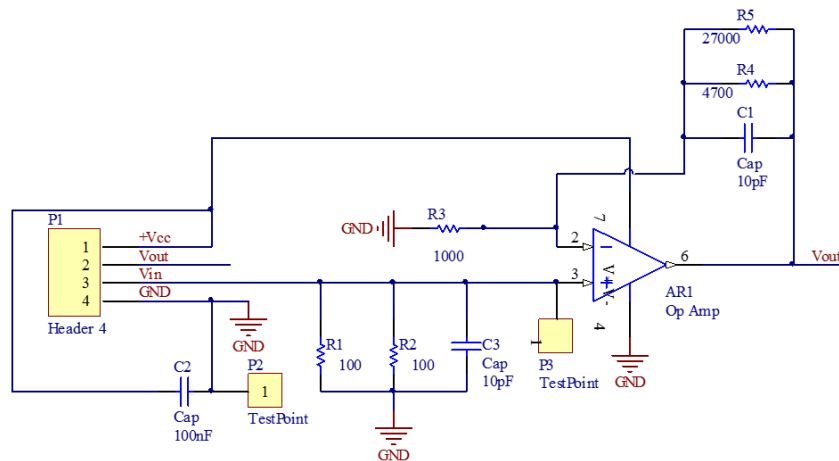 R5
27000
R4
4700
C1
Cap
10pF
P1
+Vcc
1
Vout
2
Vin
3
GND
4
Header 4
GND
GND
R3
1000
7
2
3
V+
V-
6
4
AR1
Op Amp
Vout
GND
R1
100
R2
100
C3
Cap
10pF
1
P3
TestPoint
C2
Cap
100nF
P2
1
TestPoint
GND